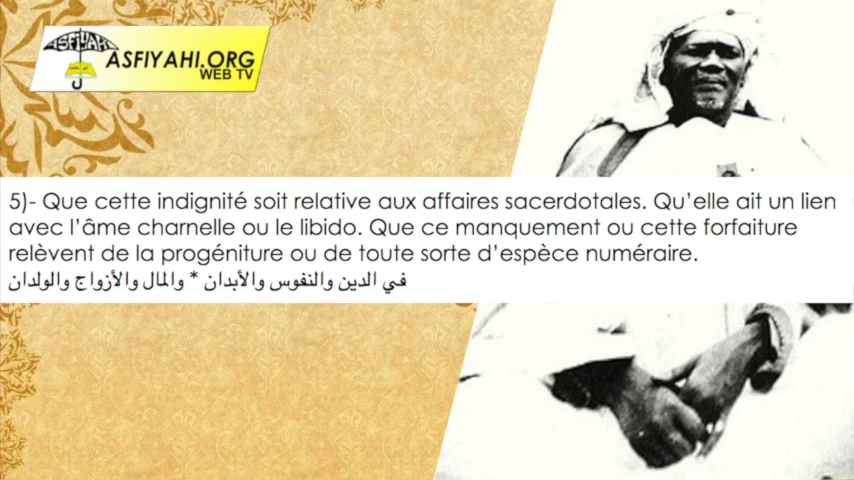 ASFIYAHI
ASFIYAHI.ORG
WEB TV
5)- Que cette indignité soit relative aux affaires sacerdotales. Qu’elle ait un lien
avec l’âme charnelle ou le libido. Que ce manquement ou cette forfaiture
relèvent de la progéniture ou de toute sorte d’espèce numéraire.
في الدين والنفوس والأبدان * والمال والأزواج والولدان